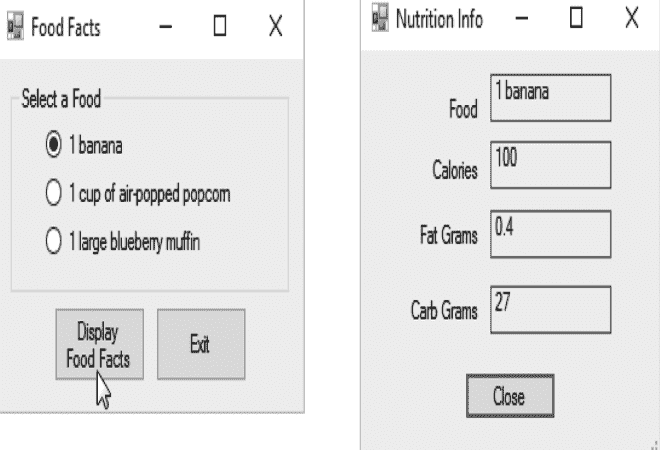 Food Facts
Select a Food
1 banana
1 cup of air-popped popcorn
1 large blueberry muffin
Display
Food Facts
Exit
Nutrition Info
Food
1 banana
Calories
100
Fat Grams
0.4
Carb Grams
27
Close